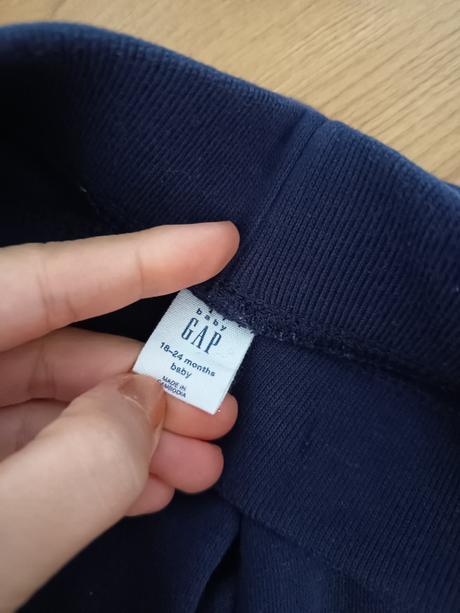 baby
GAP
18-24 months
baby
MADE IN
CAMBODIA